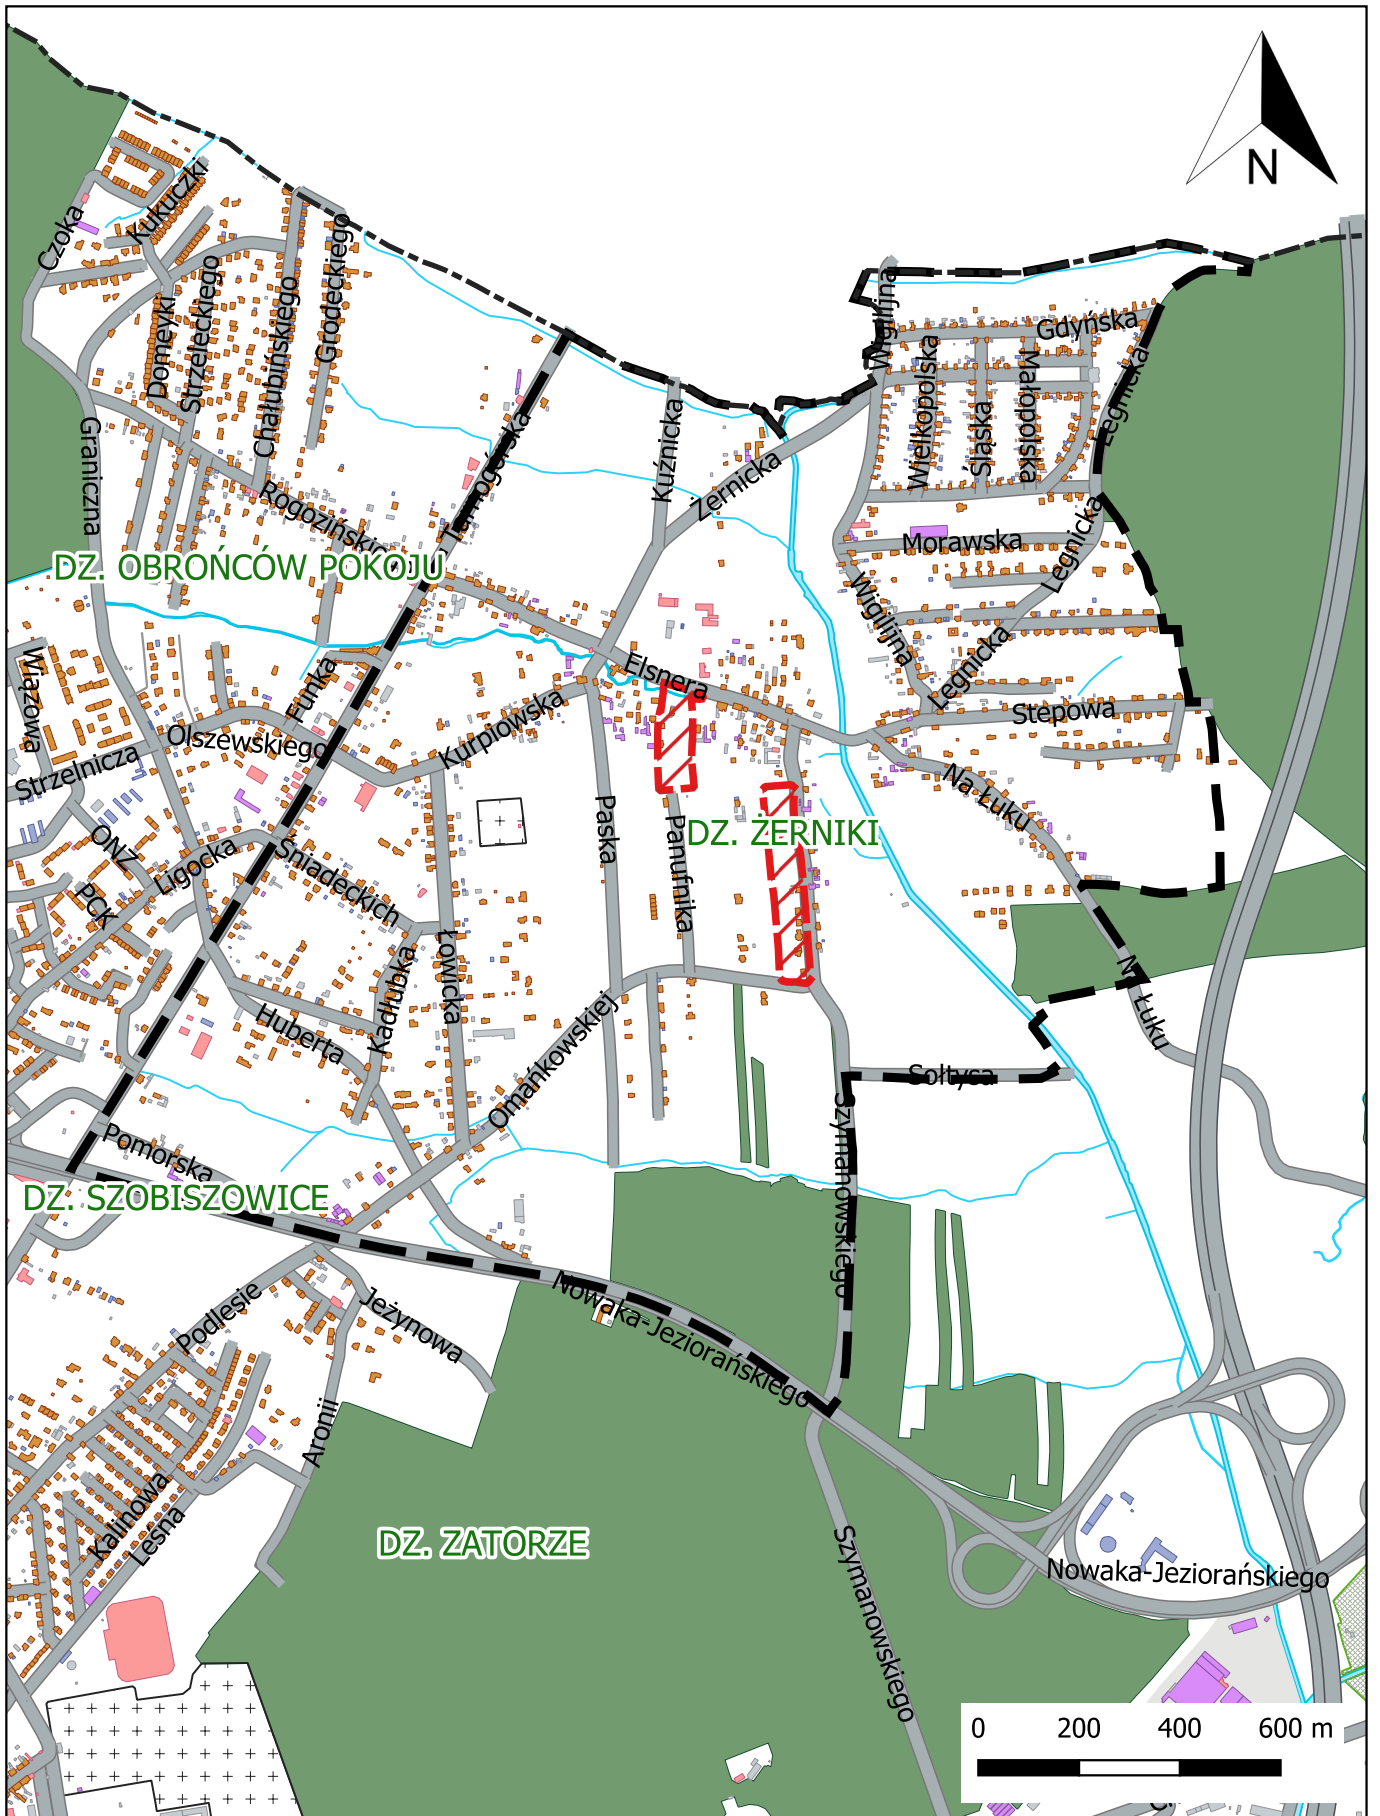 N
Kukuczki
Czoka
Grodeckiego
Strzeleckiego
Chałubińskiego
Domeyki
Graniczna
Rogozińskiego
Tarnogórska
Kuźnicka
Żernicka
Wiglijna
Gdyńska
Wielkopolska
Małopolska
Śląska
Legnicka
Morawska
Legnicka
Wiglijna
Legnicka
DZ. OBROŃCÓW POKOJU
Elsnera
Stepowa
Wiązowa
Funka
Olszewskiego
Kurpiowska
Strzelnicza
Na Łuku
Paska
Panufnika
DZ. ŻERNIKI
ONZ
Ligocka
Śniadeckich
PCK
Łowicka
Kadłubka
Huberta
Omańkowskiej
Na Łuku
Sołtysa
Szymanowskiego
Pomorska
DZ. SZOBISZOWICE
Podlesie
Jeżynowa
Nowaka-Jeziorańskiego
Aronii
Kalinowa
Leśna
DZ. ZATORZE
Szymanowskiego
Nowaka-Jeziorańskiego
0 200 400 600 m